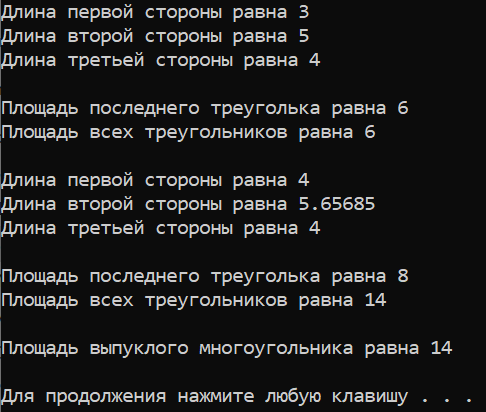 Длина первой стороны равна 3
Длина второй стороны равна 5
Длина третьей стороны равна 4
Площадь последнего треуголька равна 6
Площадь всех треугольников равна 6
Длина первой стороны равна 4
Длина второй стороны равна 5.65685
Длина третьей стороны равна 4
Площадь последнего треуголька равна 8
Площадь всех треугольников равна 14
Площадь выпуклого многоугольника равна 14
Для продолжения нажмите любую клавишу . . .